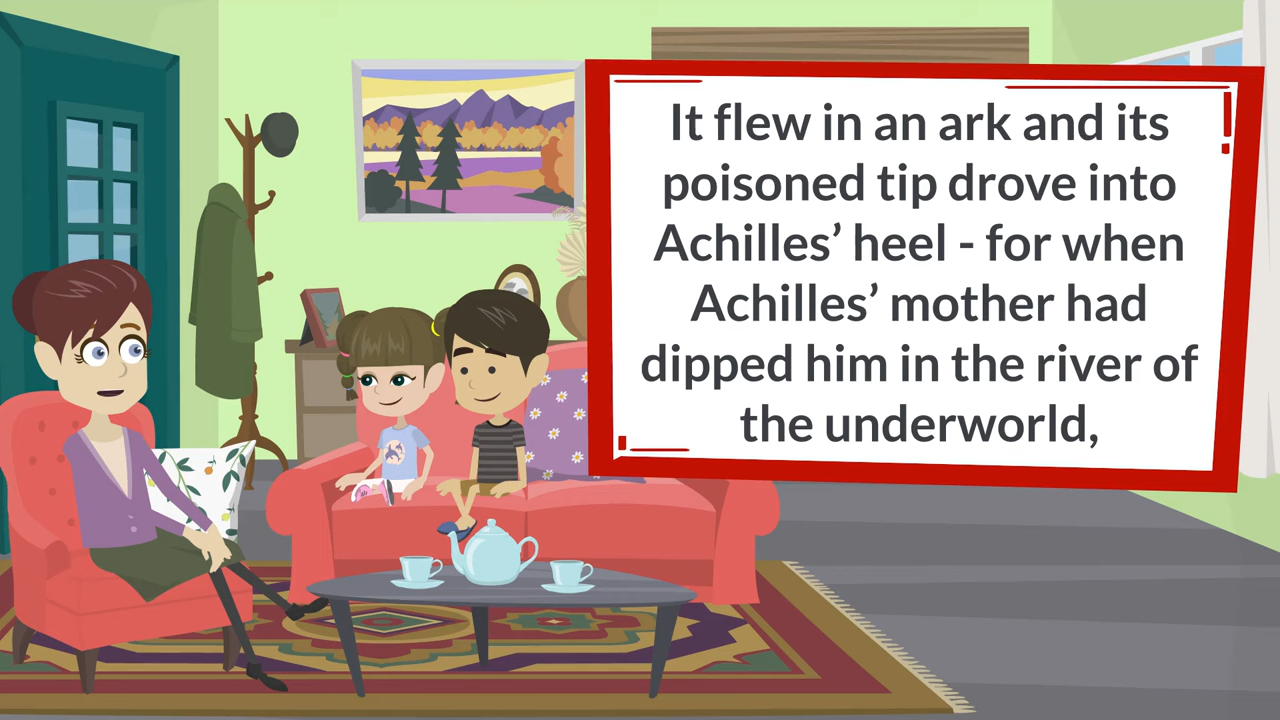 It flew in an ark and its
poisoned tip drove into
Achilles’ heel - for when
Achilles’ mother had
dipped him in the river of
the underworld,